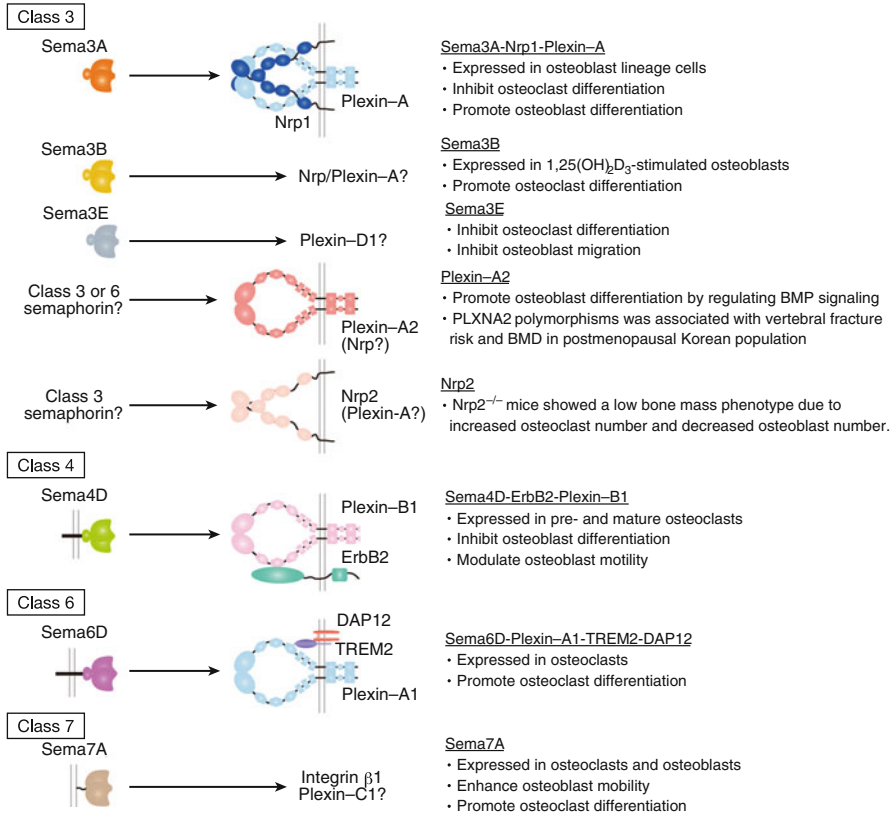 Class 3
Sema3A
Nrp1
Plexin–A
Sema3A-Nrp1-Plexin–A
• Expressed in osteoblast lineage cells
• Inhibit osteoclast differentiation
• Promote osteoblast differentiation
Sema3B
Nrp/Plexin–A?
Sema3B
• Expressed in 1,25(OH)2D3-stimulated osteoblasts
• Promote osteoclast differentiation
Sema3E
Plexin–D1?
Sema3E
• Inhibit osteoclast differentiation
• Inhibit osteoblast migration
Class 3 or 6
semaphorin?
Plexin–A2
(Nrp?)
Plexin–A2
• Promote osteoblast differentiation by regulating BMP signaling
• PLXNA2 polymorphisms was associated with vertebral fracture
risk and BMD in postmenopausal Korean population
Class 3
semaphorin?
Nrp2
(Plexin-A?)
Nrp2
• Nrp2−/− mice showed a low bone mass phenotype due to
increased osteoclast number and decreased osteoblast number.
Class 4
Sema4D
Plexin–B1
ErbB2
Sema4D-ErbB2-Plexin–B1
• Expressed in pre- and mature osteoclasts
• Inhibit osteoblast differentiation
• Modulate osteoblast motility
Class 6
Sema6D
DAP12
TREM2
Plexin–A1
Sema6D-Plexin–A1-TREM2-DAP12
• Expressed in osteoclasts
• Promote osteoclast differentiation
Class 7
Sema7A
Integrin β1
Plexin–C1?
Sema7A
• Expressed in osteoclasts and osteoblasts
• Enhance osteoblast mobility
• Promote osteoclast differentiation